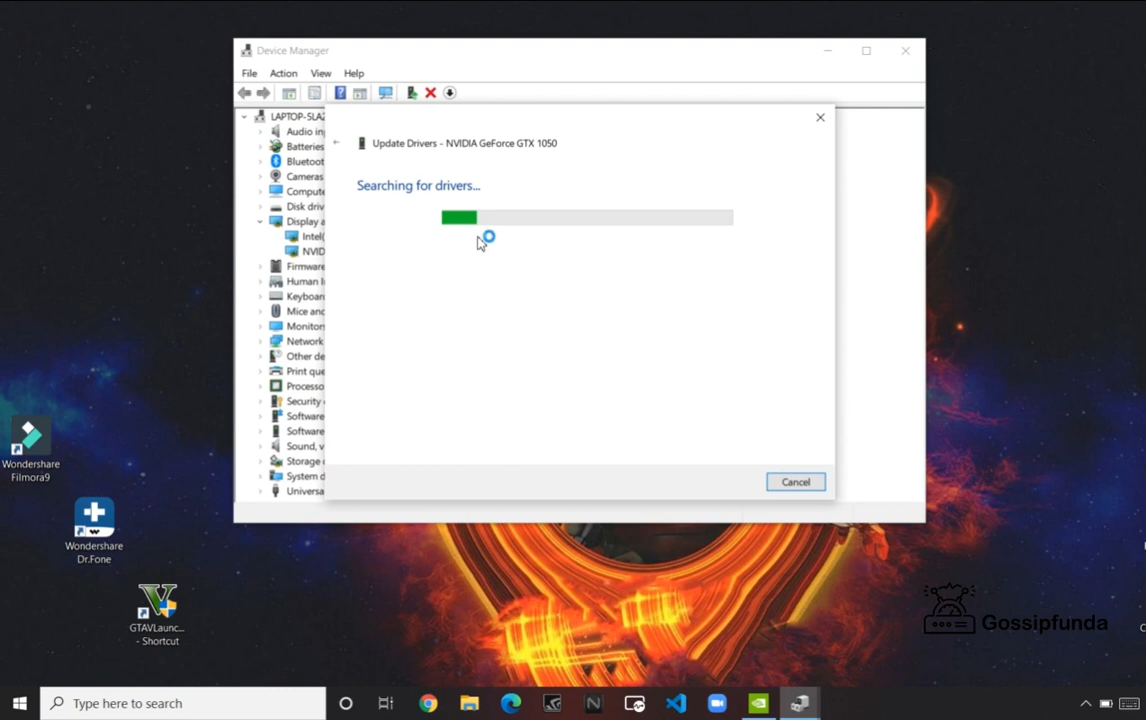 Device Manager
File Action View Help
LAPTOP-SLAZ
Audio in
Batteries
Bluetoot
Cameras
Compute
Disk driv
Display a
Intel(
NVID
Firmware
Human I
Keyboar
Mice and
Monitors
Network
Other de
Print que
Processo
Security
Software
Software
Sound, v
Storage
System d
Universa
Update Drivers - NVIDIA GeForce GTX 1050
Searching for drivers...
Cancel
Wondershare
Filmora9
Wondershare
Dr.Fone
GTAVLaunc...
- Shortcut
Gossipfunda
Type here to search